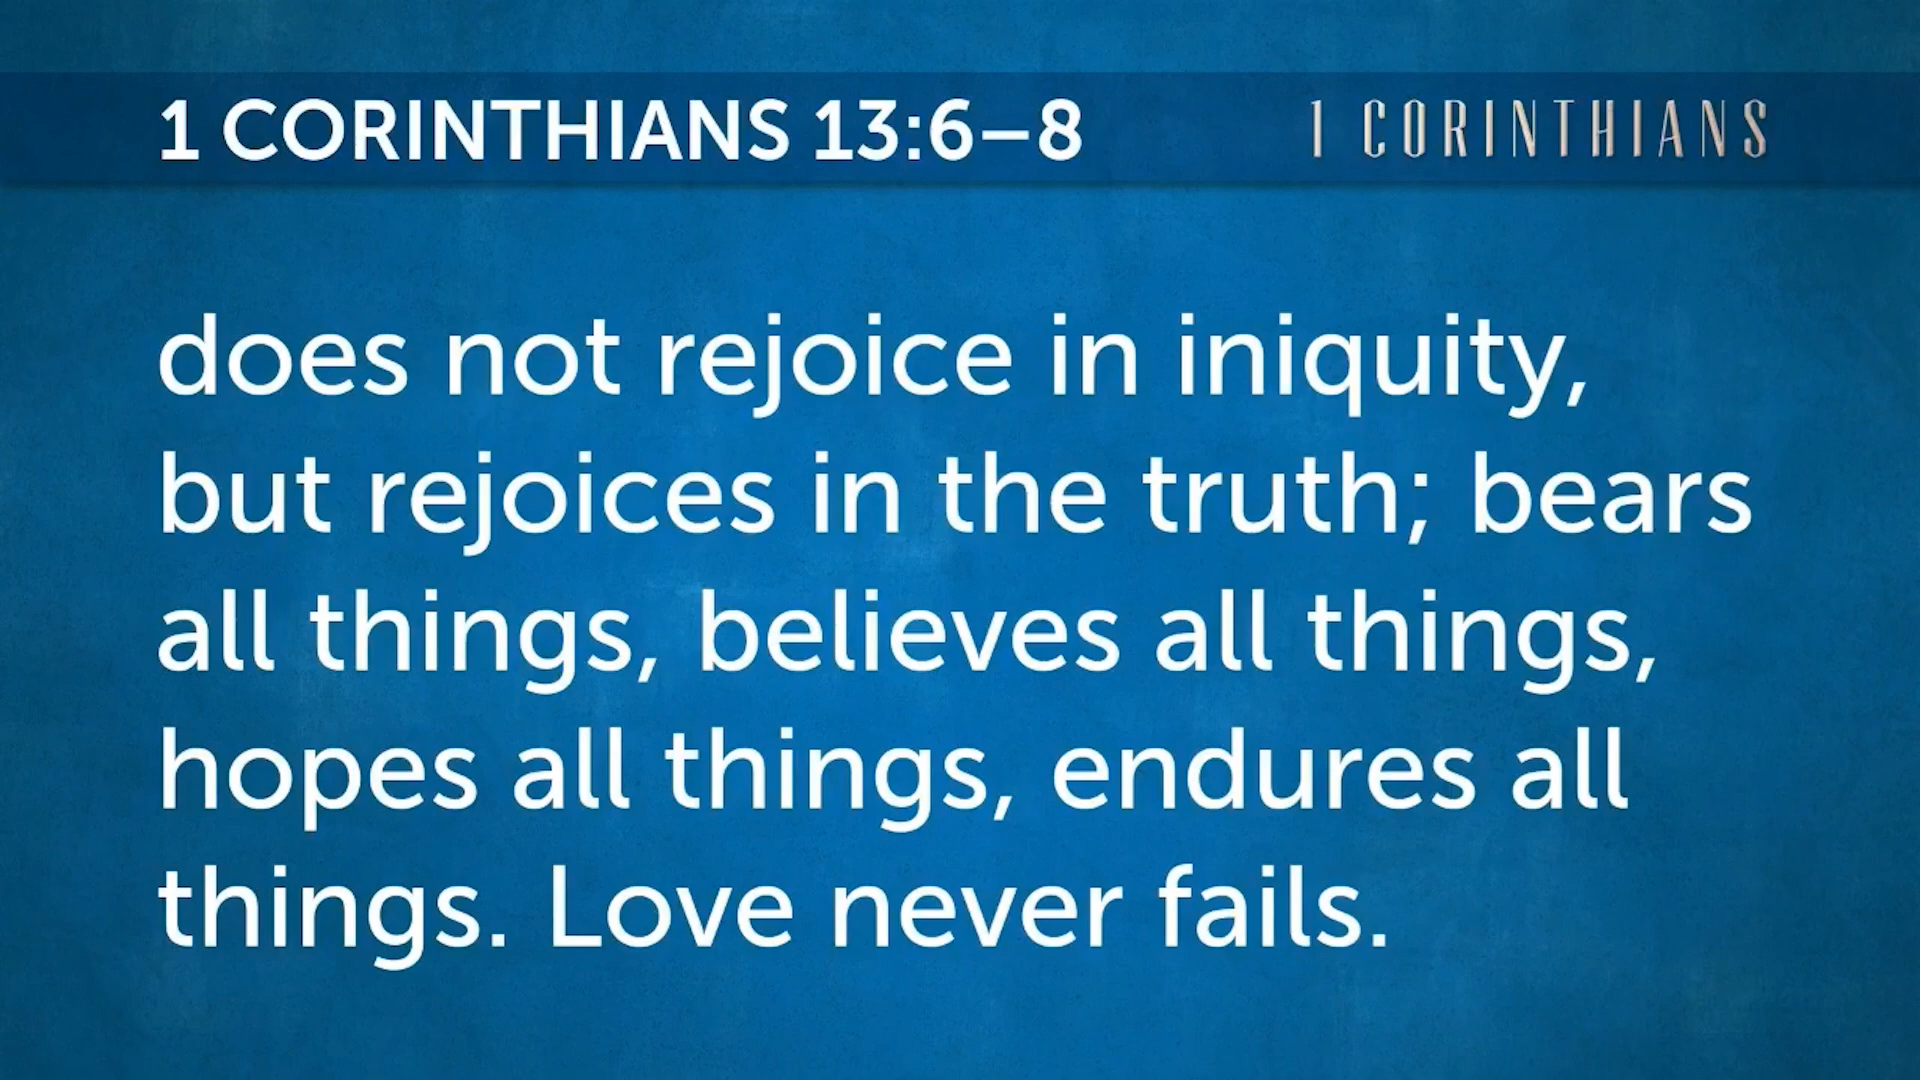 1 CORINTHIANS 13:6–8
1 CORINTHIANS
does not rejoice in iniquity,
but rejoices in the truth; bears
all things, believes all things,
hopes all things, endures all
things. Love never fails.